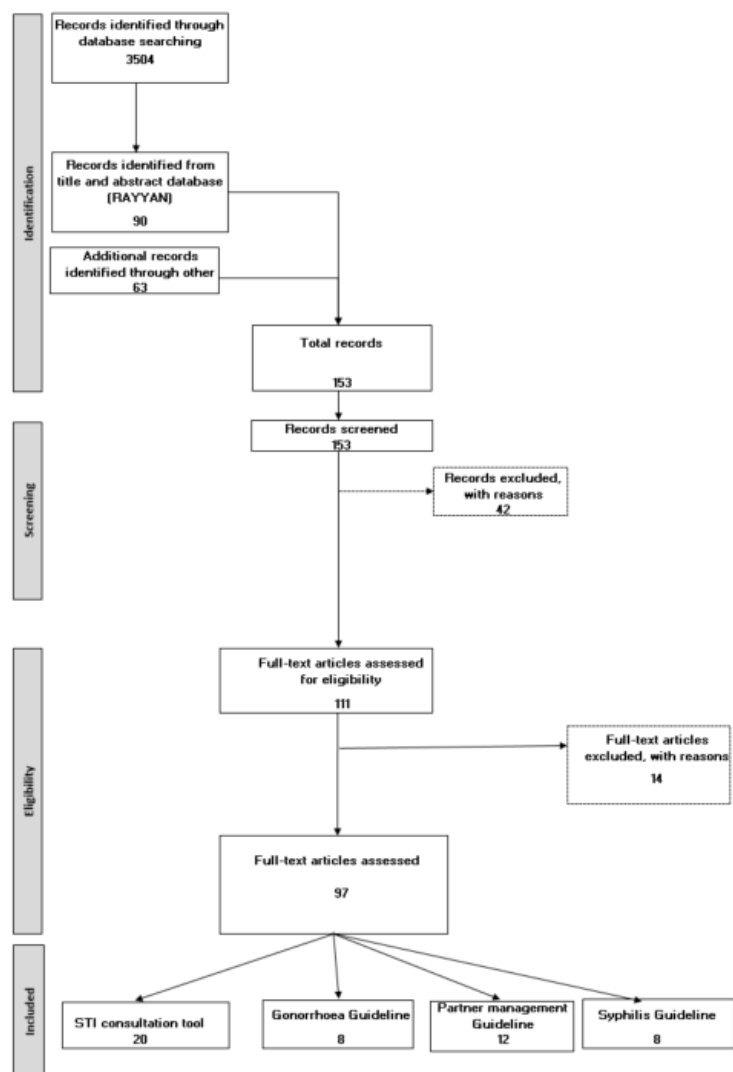 Identification
Records identified through
database searching
3504
Records identified from
title and abstract database
(RAYYAN)
90
Additional records
identified through other
63
Total records
153
Screening
Records screened
153
Records excluded,
with reasons
42
Eligibility
Full-text articles assessed
for eligibility
111
Full-text articles
excluded, with reasons
14
Full-text articles assessed
97
Included
STI consultation tool
20
Gonorrhoea Guideline
8
Partner management
Guideline
12
Syphilis Guideline
8